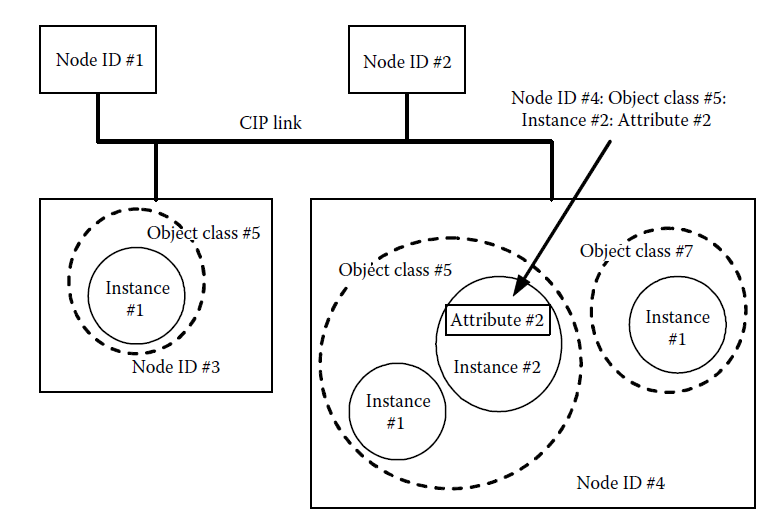 Node ID #1
Node ID #2
CIP link
Node ID #4: Object class #5:
Instance #2: Attribute #2
Object class #5
Instance
#1
Node ID #3
Object class #5
Attribute #2
Instance #2
Instance
#1
Object class #7
Instance
#1
Node ID #4